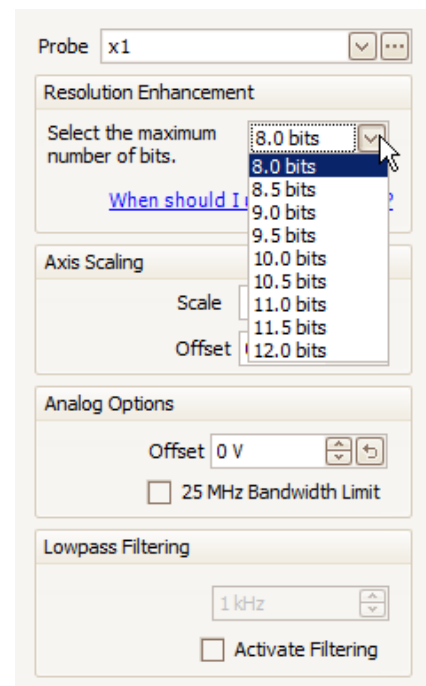 Probe x1
Resolution Enhancement
Select the maximum
number of bits.
8.0 bits
8.0 bits
8.5 bits
9.0 bits
9.5 bits
10.0 bits
10.5 bits
11.0 bits
11.5 bits
12.0 bits
When should I
?
Axis Scaling
Scale
Offset
Analog Options
Offset 0 V
25 MHz Bandwidth Limit
Lowpass Filtering
1 kHz
Activate Filtering